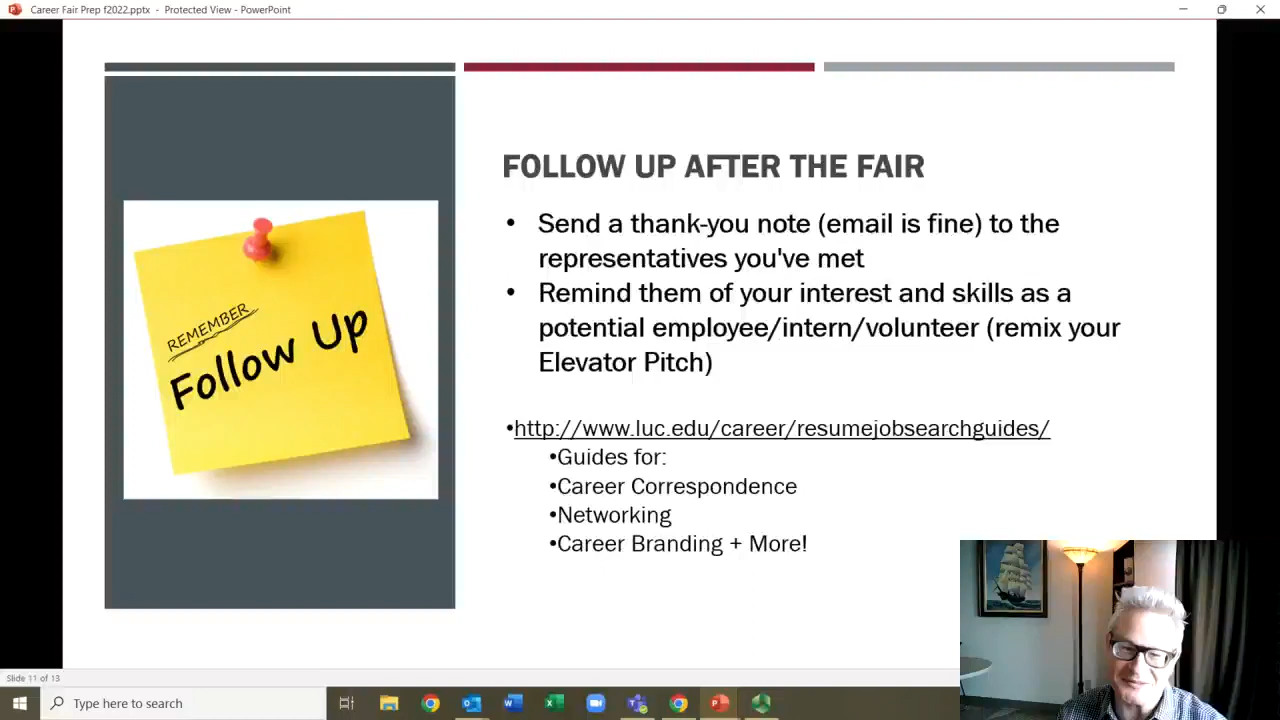 Career Fair Prep f2022.pptx - Protected View - PowerPoint
FOLLOW UP AFTER THE FAIR
• Send a thank-you note (email is fine) to the
representatives you've met
• Remind them of your interest and skills as a
potential employee/intern/volunteer (remix your
Elevator Pitch)
•http://www.luc.edu/career/resumejobsearchguides/
•Guides for:
•Career Correspondence
•Networking
•Career Branding + More!
REMEMBER
Follow Up
Slide 11 of 13
Type here to search